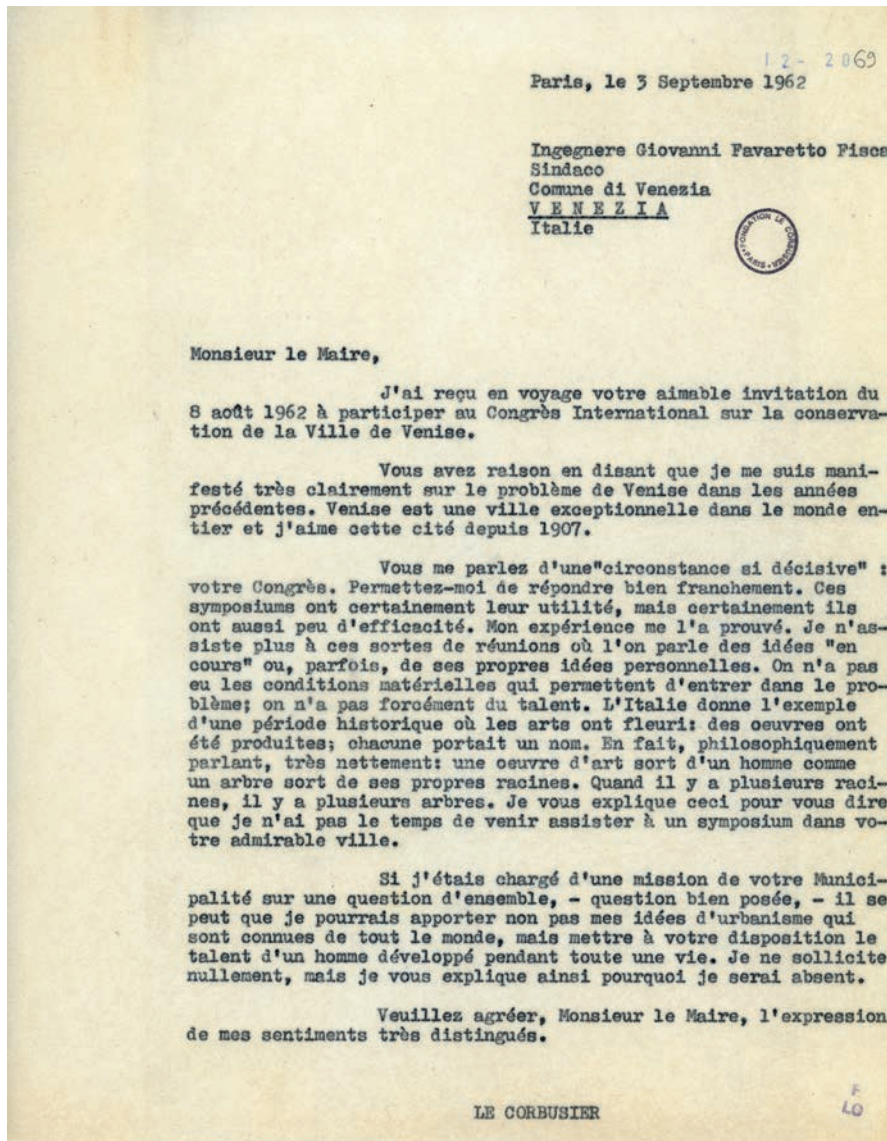 12- 2069
Paris, le 3 Septembre 1962
Ingegnere Giovanni Favaretto Fisca
Sindaco
Comune di Venezia
V E N E Z I A
Italie
FONDATION LE CORBUSIER
PARIS
Monsieur le Maire,
J'ai reçu en voyage votre aimable invitation du
8 août 1962 à participer au Congrès International sur la conserva-
tion de la Ville de Venise.
Vous avez raison en disant que je me suis mani-
festé très clairement sur le problème de Venise dans les années
précédentes. Venise est une ville exceptionnelle dans le monde en-
tier et j'aime cette cité depuis 1907.
Vous me parlez d'une"circonstance si décisive" :
votre Congrès. Permettez-moi de répondre bien franchement. Ces
symposiums ont certainement leur utilité, mais certainement ils
ont aussi peu d'efficacité. Mon expérience me l'a prouvé. Je n'as-
siste plus à ces sortes de réunions où l'on parle des idées "en
cours" ou, parfois, de ses propres idées personnelles. On n'a pas
eu les conditions matérielles qui permettent d'entrer dans le pro-
blème; on n'a pas forcément du talent. L'Italie donne l'exemple
d'une période historique où les arts ont fleuri: des oeuvres ont
été produites; chacune portait un nom. En fait, philosophiquement
parlant, très nettement: une oeuvre d'art sort d'un homme comme
un arbre sort de ses propres racines. Quand il y a plusieurs raci-
nes, il y a plusieurs arbres. Je vous explique ceci pour vous dire
que je n'ai pas le temps de venir assister à un symposium dans vo-
tre admirable ville.
Si j'étais chargé d'une mission de votre Munici-
palité sur une question d'ensemble, - question bien posée, - il se
peut que je pourrais apporter non pas mes idées d'urbanisme qui
sont connues de tout le monde, mais mettre à votre disposition le
talent d'un homme développé pendant toute une vie. Je ne sollicite
nullement, mais je vous explique ainsi pourquoi je serai absent.
Veuillez agréer, Monsieur le Maire, l'expression
de mes sentiments très distingués.
LE CORBUSIER
F
LO